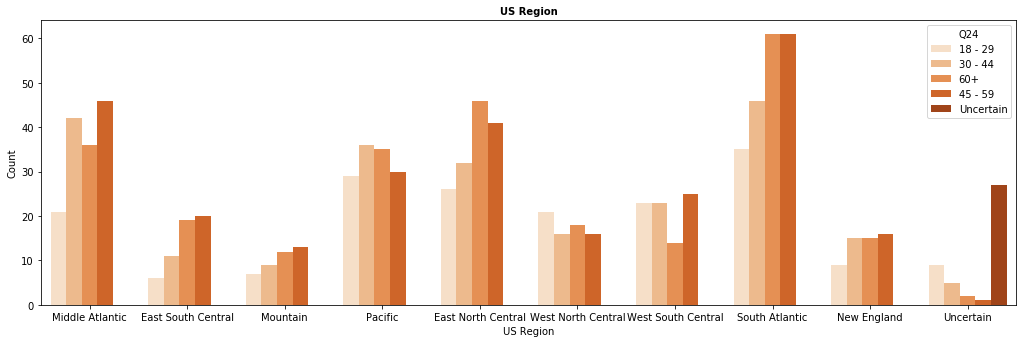 US Region
Q24
18 - 29
30 - 44
60+
45 - 59
Uncertain
Count
60
50
40
30
20
10
0
Middle Atlantic East South Central Mountain Pacific East North Central West North Central West South Central South Atlantic New England Uncertain
US Region